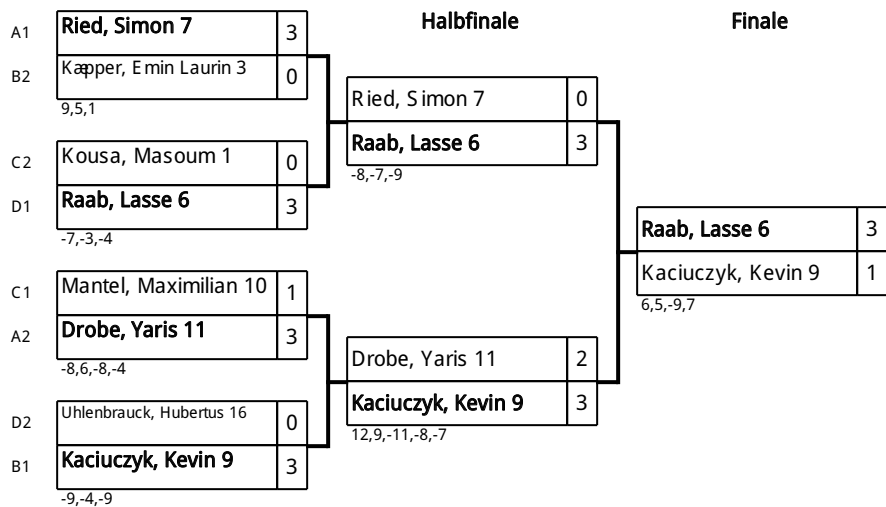 Halbfinale
Finale
A1 Ried, Simon 7 3
B2 Kæpper, Emin Laurin 3 0
9,5,1
C2 Kousa, Masoum 1 0
D1 Raab, Lasse 6 3
-7,-3,-4
C1 Mantel, Maximilian 10 1
A2 Drobe, Yaris 11 3
-8,6,-8,-4
D2 Uhlenbrauck, Hubertus 16 0
B1 Kaciuczyk, Kevin 9 3
-9,-4,-9
Ried, Simon 7 0
Raab, Lasse 6 3
-8,-7,-9
Drobe, Yaris 11 2
Kaciuczyk, Kevin 9 3
12,9,-11,-8,-7
Raab, Lasse 6 3
Kaciuczyk, Kevin 9 1
6,5,-9,7